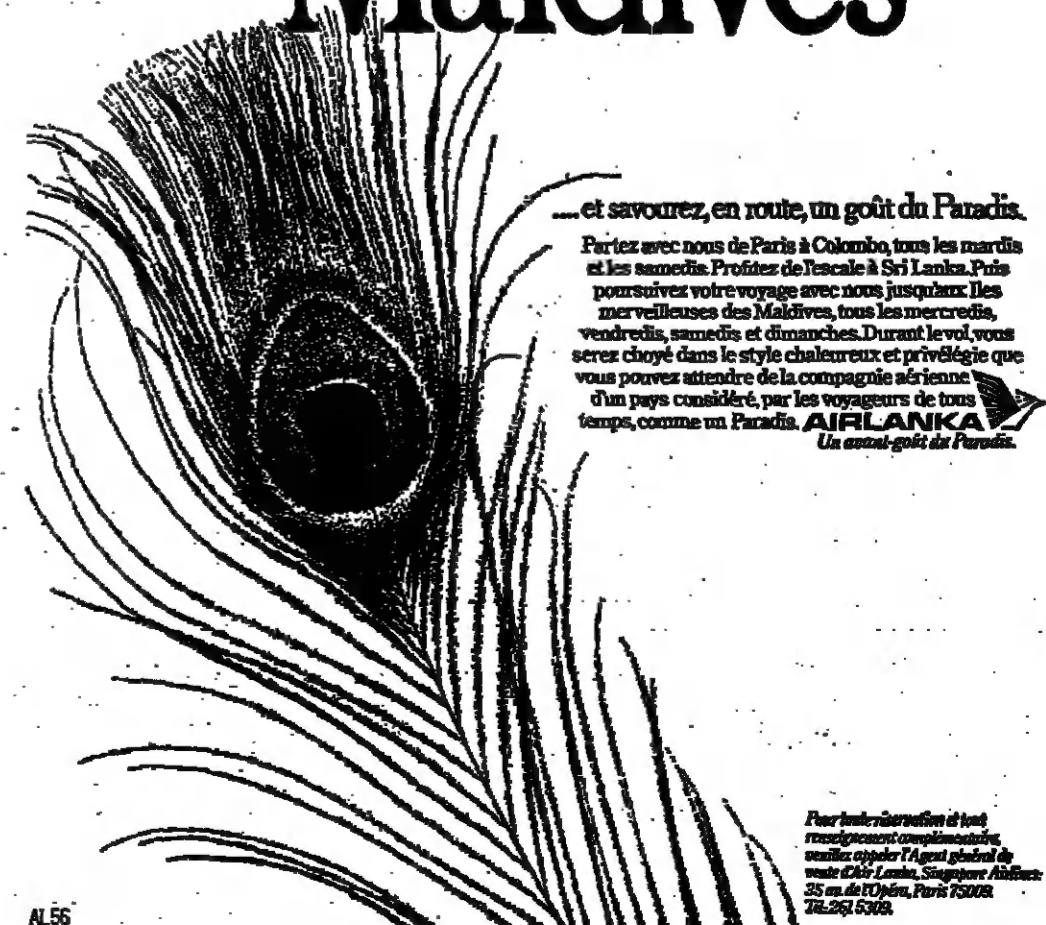 Maldives
.... et savourez, en route, un goût du Paradis.
Partez avec nous de Paris à Colombo, tous les mardis
et les samedis. Profitez de l'escale à Sri Lanka. Puis
poursuivez votre voyage avec nous jusqu'aux Iles
merveilleuses des Maldives, tous les mercredis,
vendredis, samedis et dimanches. Durant le vol, vous
serez choyé dans le style chaleureux et privélégie que
vous pouvez attendre de la compagnie aérienne
d'un pays considéré, par les voyageurs de tous
temps, comme un Paradis. AIRLANKA
Un avant-goût du Paradis.
Pour toute réservation et tout
renseignement complémentaire,
veuillez appeler l'Agent général de
vente d'Air Lanka, Singapore Airlines:
35 av. de l'Opéra, Paris 75009.
Tél.-261 5309.
AL56